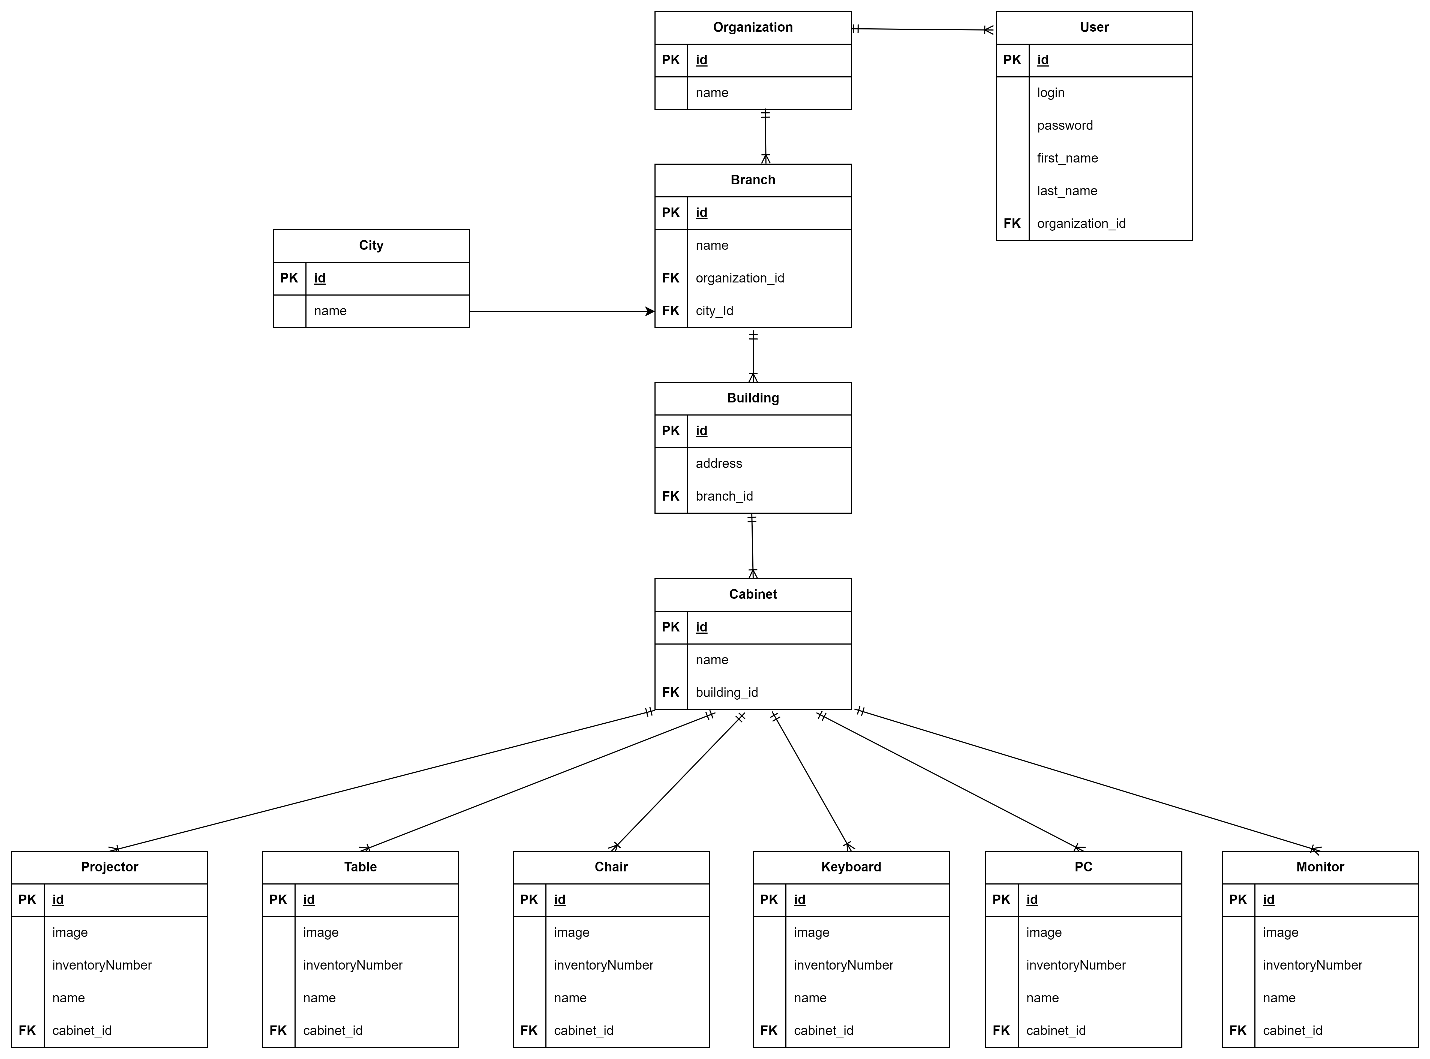 Organization
PK id
name
User
PK id
login
password
first_name
last_name
FK organization_id
Branch
PK id
name
FK organization_id
FK city_Id
City
PK id
name
Building
PK id
address
FK branch_id
Cabinet
PK id
name
FK building_id
Projector
PK id
image
inventoryNumber
name
FK cabinet_id
Table
PK id
image
inventoryNumber
name
FK cabinet_id
Chair
PK id
image
inventoryNumber
name
FK cabinet_id
Keyboard
PK id
image
inventoryNumber
name
FK cabinet_id
PC
PK id
image
inventoryNumber
name
FK cabinet_id
Monitor
PK id
image
inventoryNumber
name
FK cabinet_id